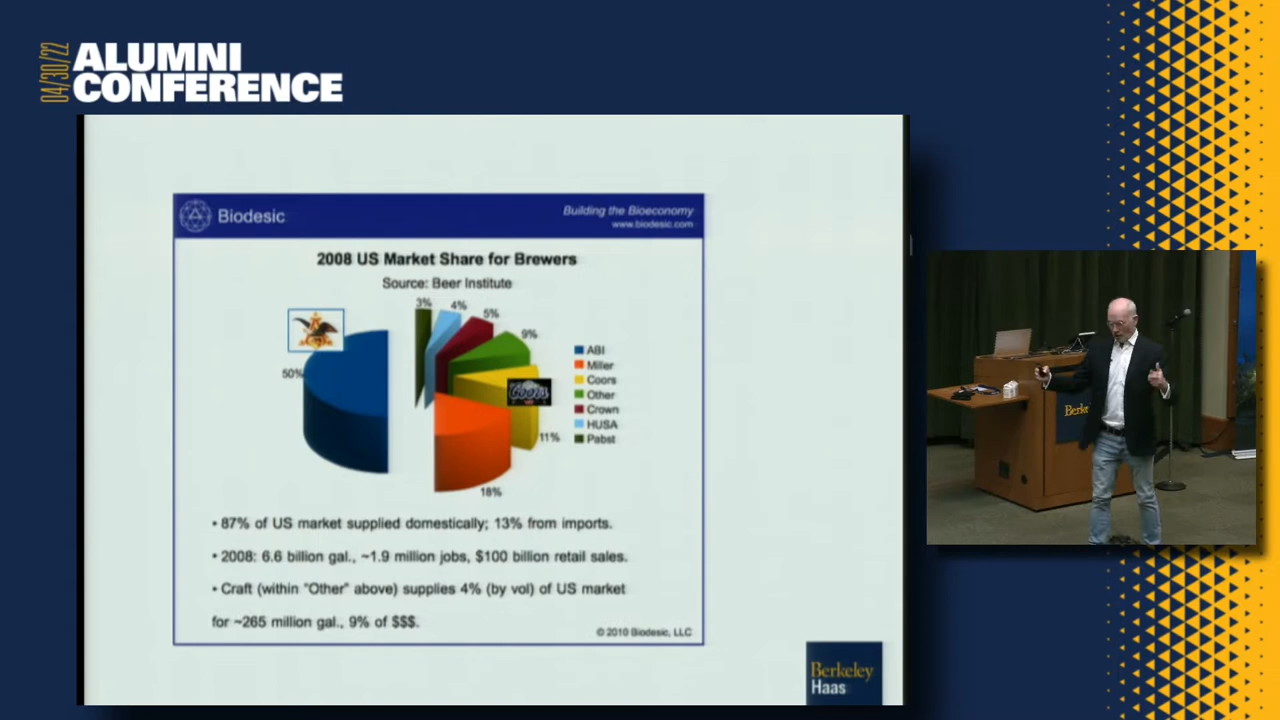 04/30/22
ALUMNI
CONFERENCE
Biodesic
Building the Bioeconomy
www.biodesic.com
2008 US Market Share for Brewers
Source: Beer Institute
3%
4%
5%
9%
50%
11%
18%
Coors
ABI
Miller
Coors
Other
Crown
HUSA
Pabst
• 87% of US market supplied domestically; 13% from imports.
• 2008: 6.6 billion gal., ~1.9 million jobs, $100 billion retail sales.
• Craft (within "Other" above) supplies 4% (by vol) of US market
for ~265 million gal., 9% of $$$.
© 2010 Biodesic, LLC
Berkeley
Haas